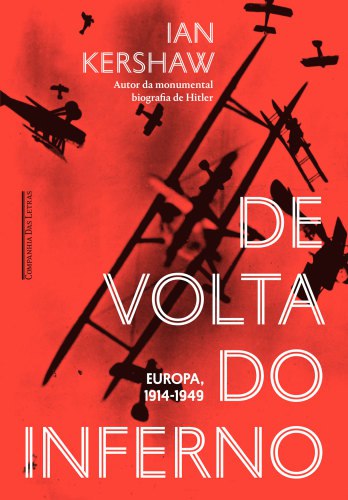 IAN
KERSHAW
Autor da monumental
biografia de Hitler
COMPANHIA DAS LETRAS
DE
VOLTA
DO
EUROPA,
1914-1949
INFERNO